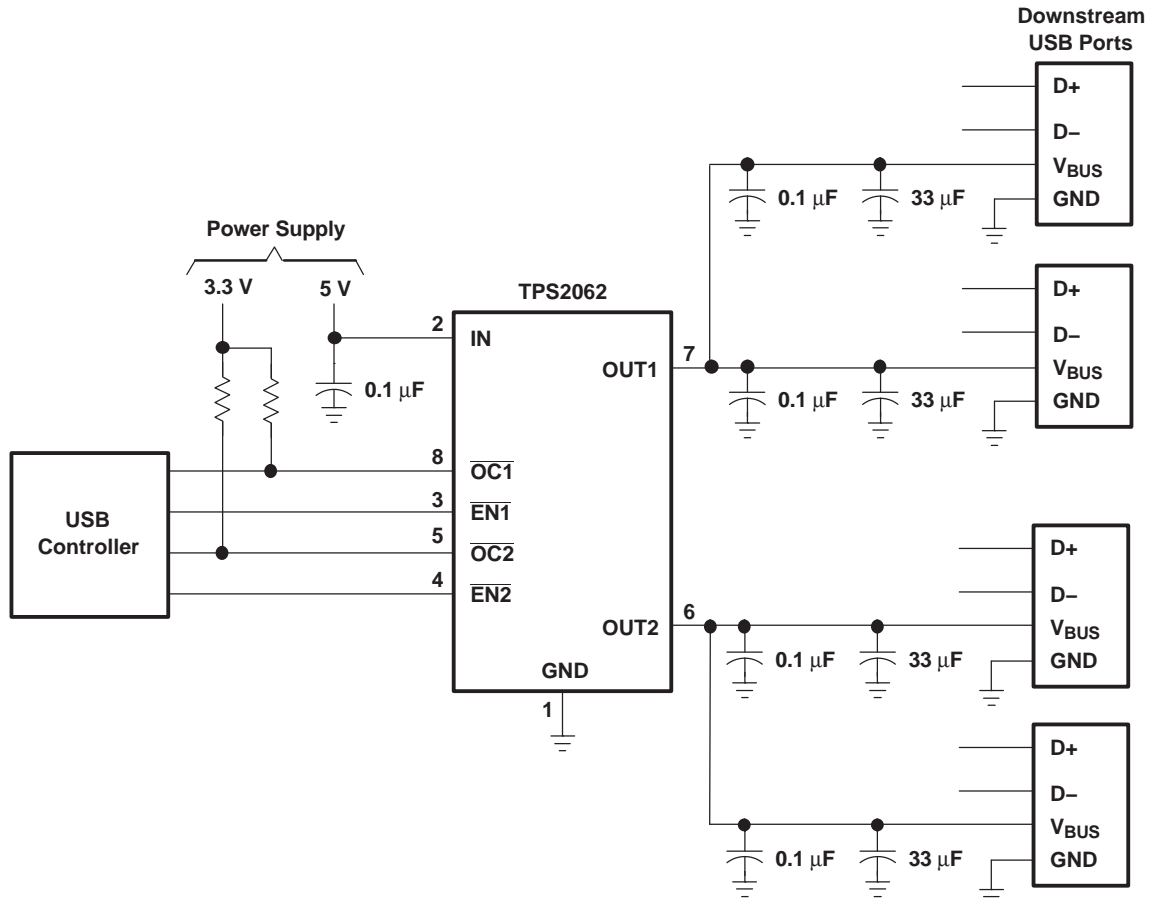 Downstream
USB Ports
D+
D−
VBUS
GND
0.1 µF
33 µF
Power Supply
3.3 V
5 V
0.1 µF
TPS2062
2
IN
OUT1
7
D+
D−
VBUS
GND
0.1 µF
33 µF
USB
Controller
8
OC1
3
EN1
5
OC2
4
EN2
OUT2
6
GND
1
D+
D−
VBUS
GND
0.1 µF
33 µF
D+
D−
VBUS
GND
0.1 µF
33 µF